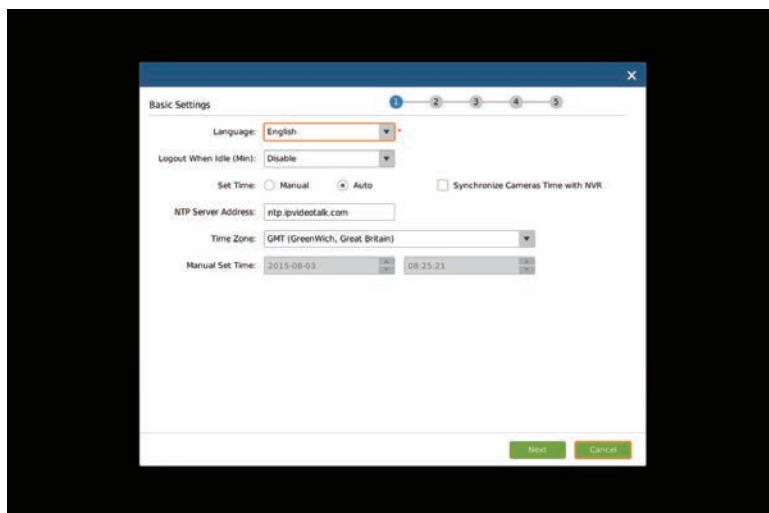 Basic Settings 1 2 3 4 5
Language: English *
Logout When Idle (Min): Disable
Set Time: Manual Auto Synchronize Cameras Time with NVR
NTP Server Address: ntp.ipvideotalk.com
Time Zone: GMT (GreenWich, Great Britain)
Manual Set Time: 2015-08-03 08:25:21
Next Cancel